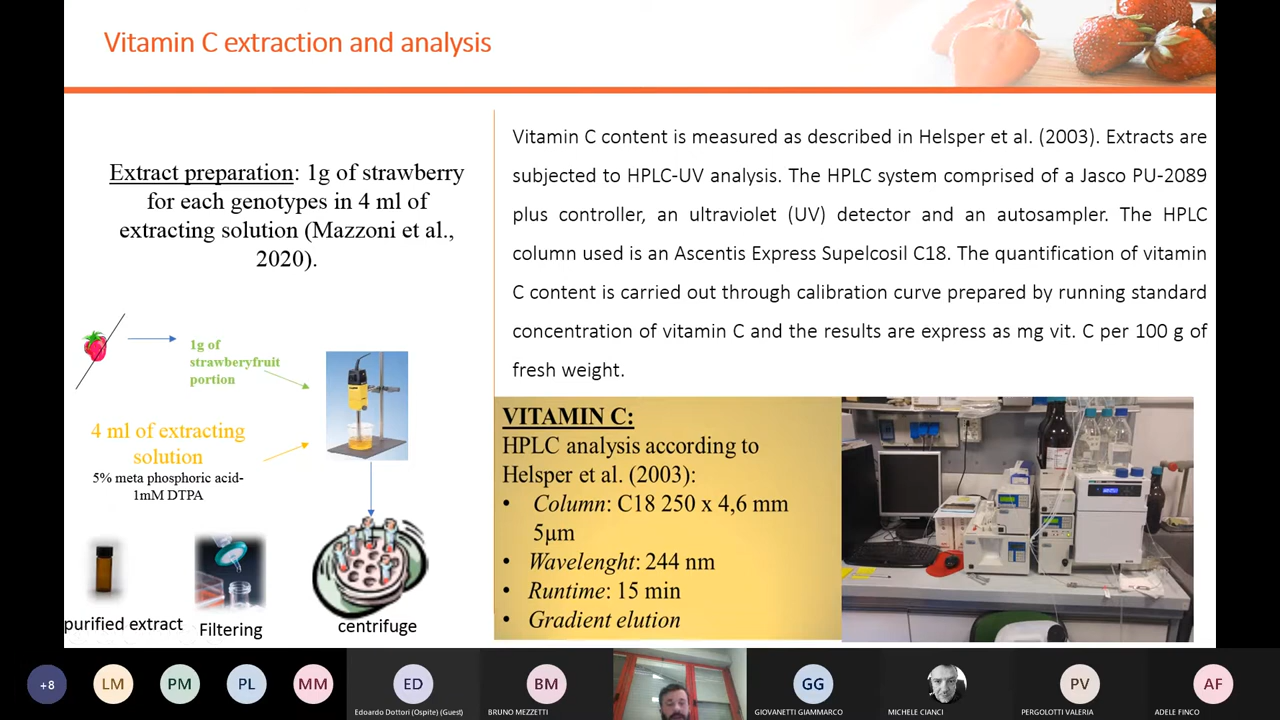 Vitamin C extraction and analysis
Extract preparation: 1g of strawberry
for each genotypes in 4 ml of
extracting solution (Mazzoni et al.,
2020).
1g of
strawberyfruit
portion
4 ml of extracting
solution
5% meta phosphoric acid-
1mM DTPA
purified extract
Filtering
centrifuge
Vitamin C content is measured as described in Helsper et al. (2003). Extracts are
subjected to HPLC-UV analysis. The HPLC system comprised of a Jasco PU-2089
plus controller, an ultraviolet (UV) detector and an autosampler. The HPLC
column used is an Ascentis Express Supelcosil C18. The quantification of vitamin
C content is carried out through calibration curve prepared by running standard
concentration of vitamin C and the results are express as mg vit. C per 100 g of
fresh weight.
VITAMIN C:
HPLC analysis according to
Helsper et al. (2003):
• Column: C18 250 x 4,6 mm
5µm
• Wavelenght: 244 nm
• Runtime: 15 min
• Gradient elution
+8
LM
PM
PL
MM
ED
Edoardo Dottori (Ospite) (Guest)
BM
BRUNO MEZZETTI
GG
GIOVANETTI GIAMMARCO
MICHELE CIANCI
PV
PERGOLOTTI VALERIA
AF
ADELE FINCO